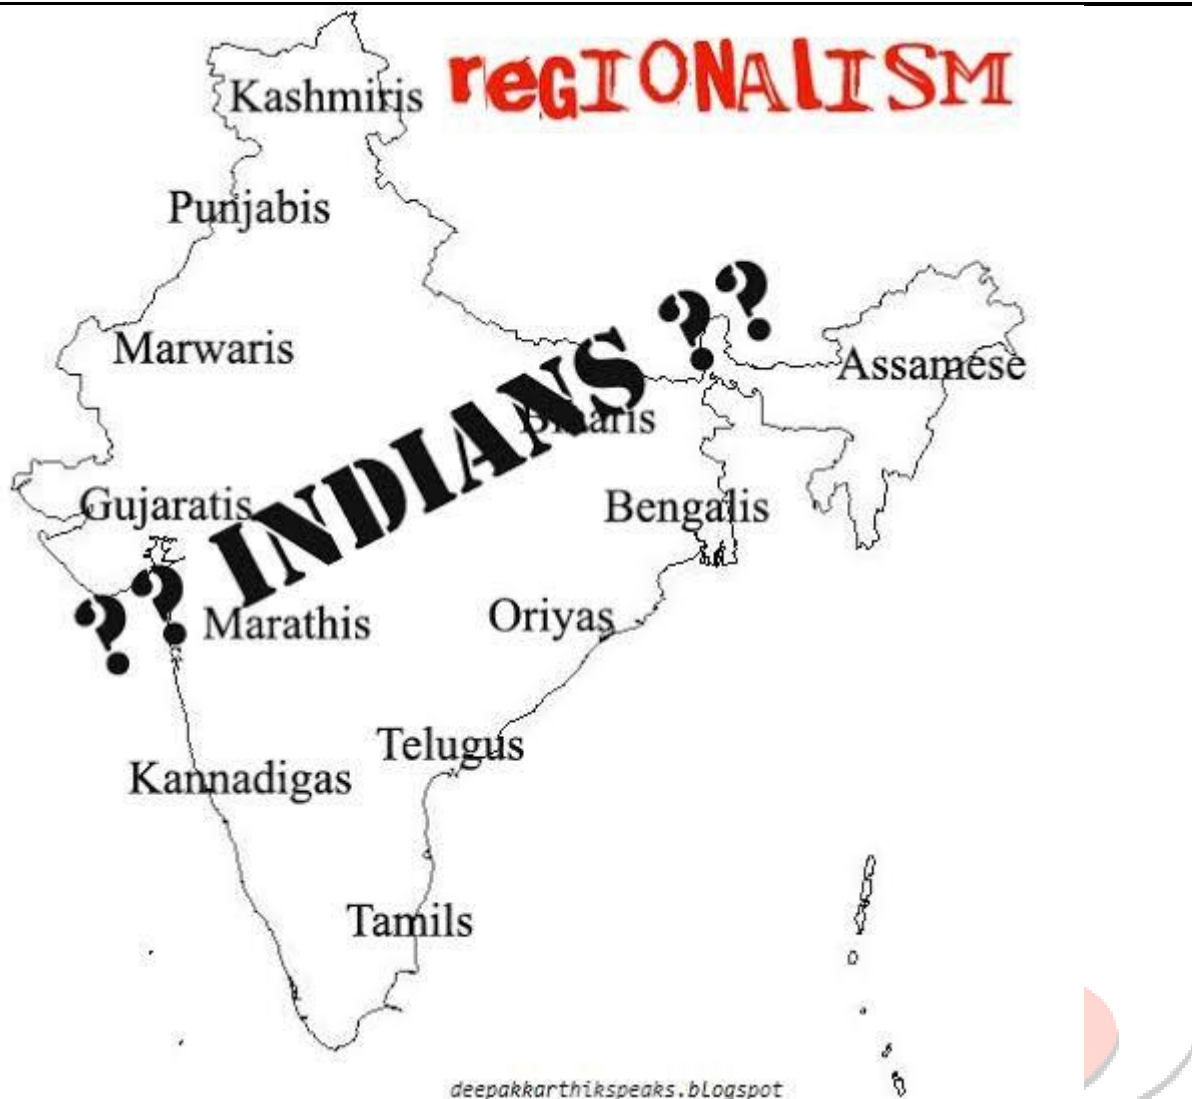 reGIONAlISM
Kashmiris
Punjabis
Marwaris
Assamese
?? INDIANS ??
Biharis
Gujaratis
Bengalis
Marathis
Oriyas
Telugus
Kannadigas
Tamils
deepakkarthikspeaks.blogspot